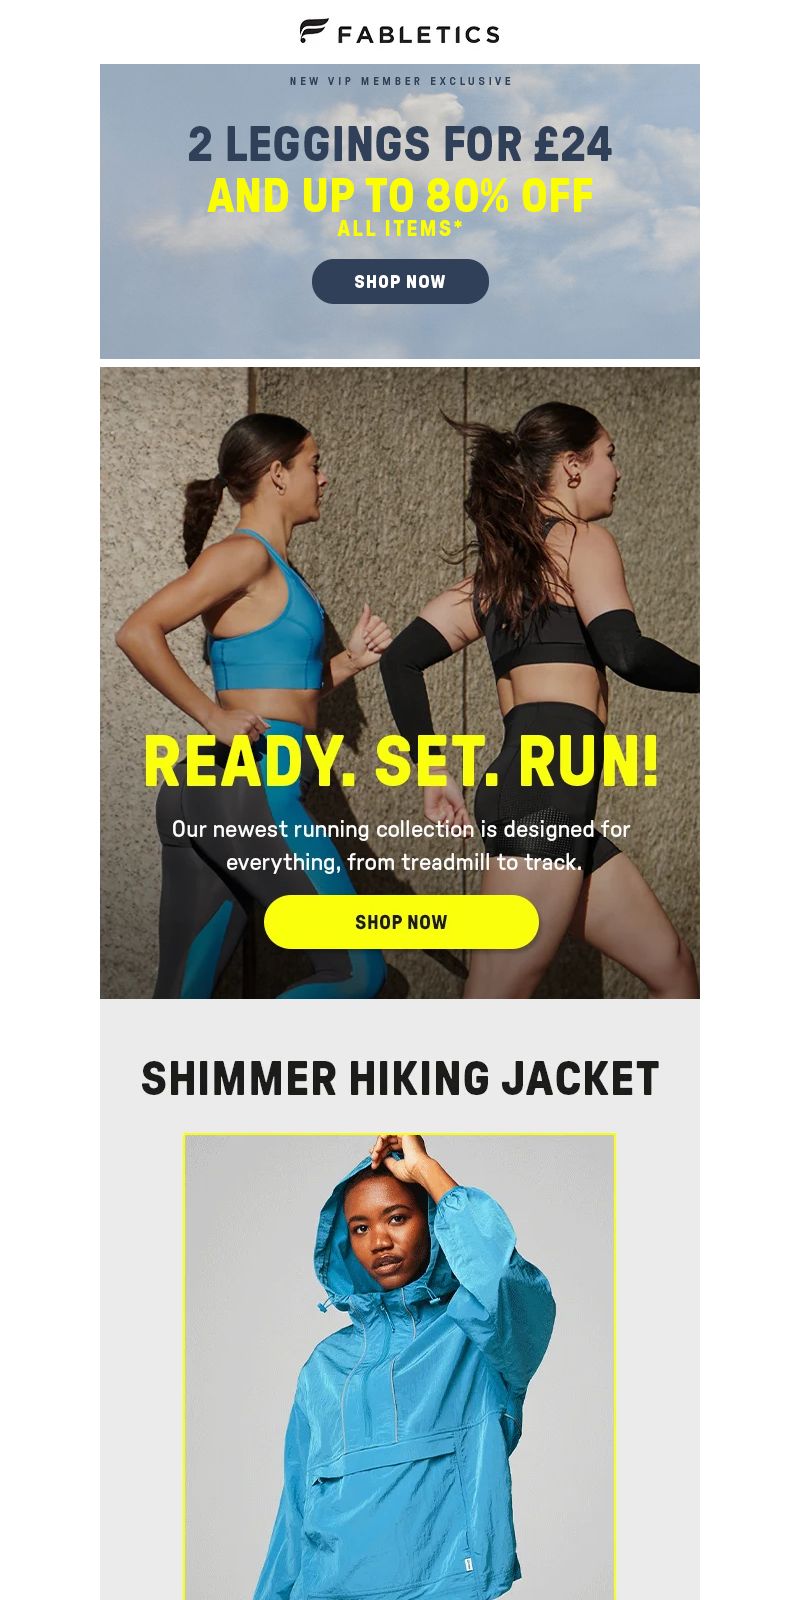 FABLETICS
NEW VIP MEMBER EXCLUSIVE
2 LEGGINGS FOR £24
AND UP TO 80% OFF
ALL ITEMS*
SHOP NOW
READY. SET. RUN!
Our newest running collection is designed for
everything, from treadmill to track.
SHOP NOW
SHIMMER HIKING JACKET